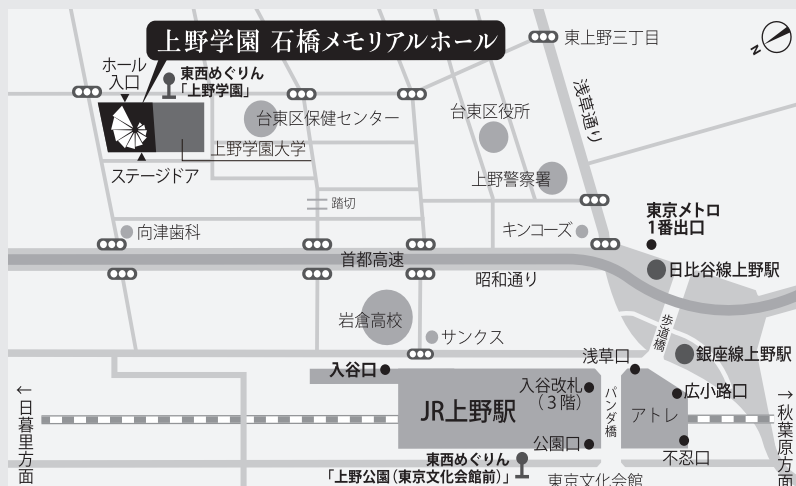 上野学園 石橋メモリアルホール
東上野三丁目
N
ホール
入口
東西めぐりん
「上野学園」
浅草通り
台東区保健センター
台東区役所
上野学園大学
ステージドア
上野警察署
踏切
向津歯科
キンコーズ
東京メトロ
1番出口
首都高速
日比谷線上野駅
昭和通り
岩倉高校
サンクス
歩道橋
銀座線上野駅
浅草口
入谷口
入谷改札
（3階）
パンダ橋
広小路口
JR上野駅
アトレ
←日暮里方面
→秋葉原方面
公園口
不忍口
東西めぐりん
「上野公園（東京文化会館前）」
東京文化会館